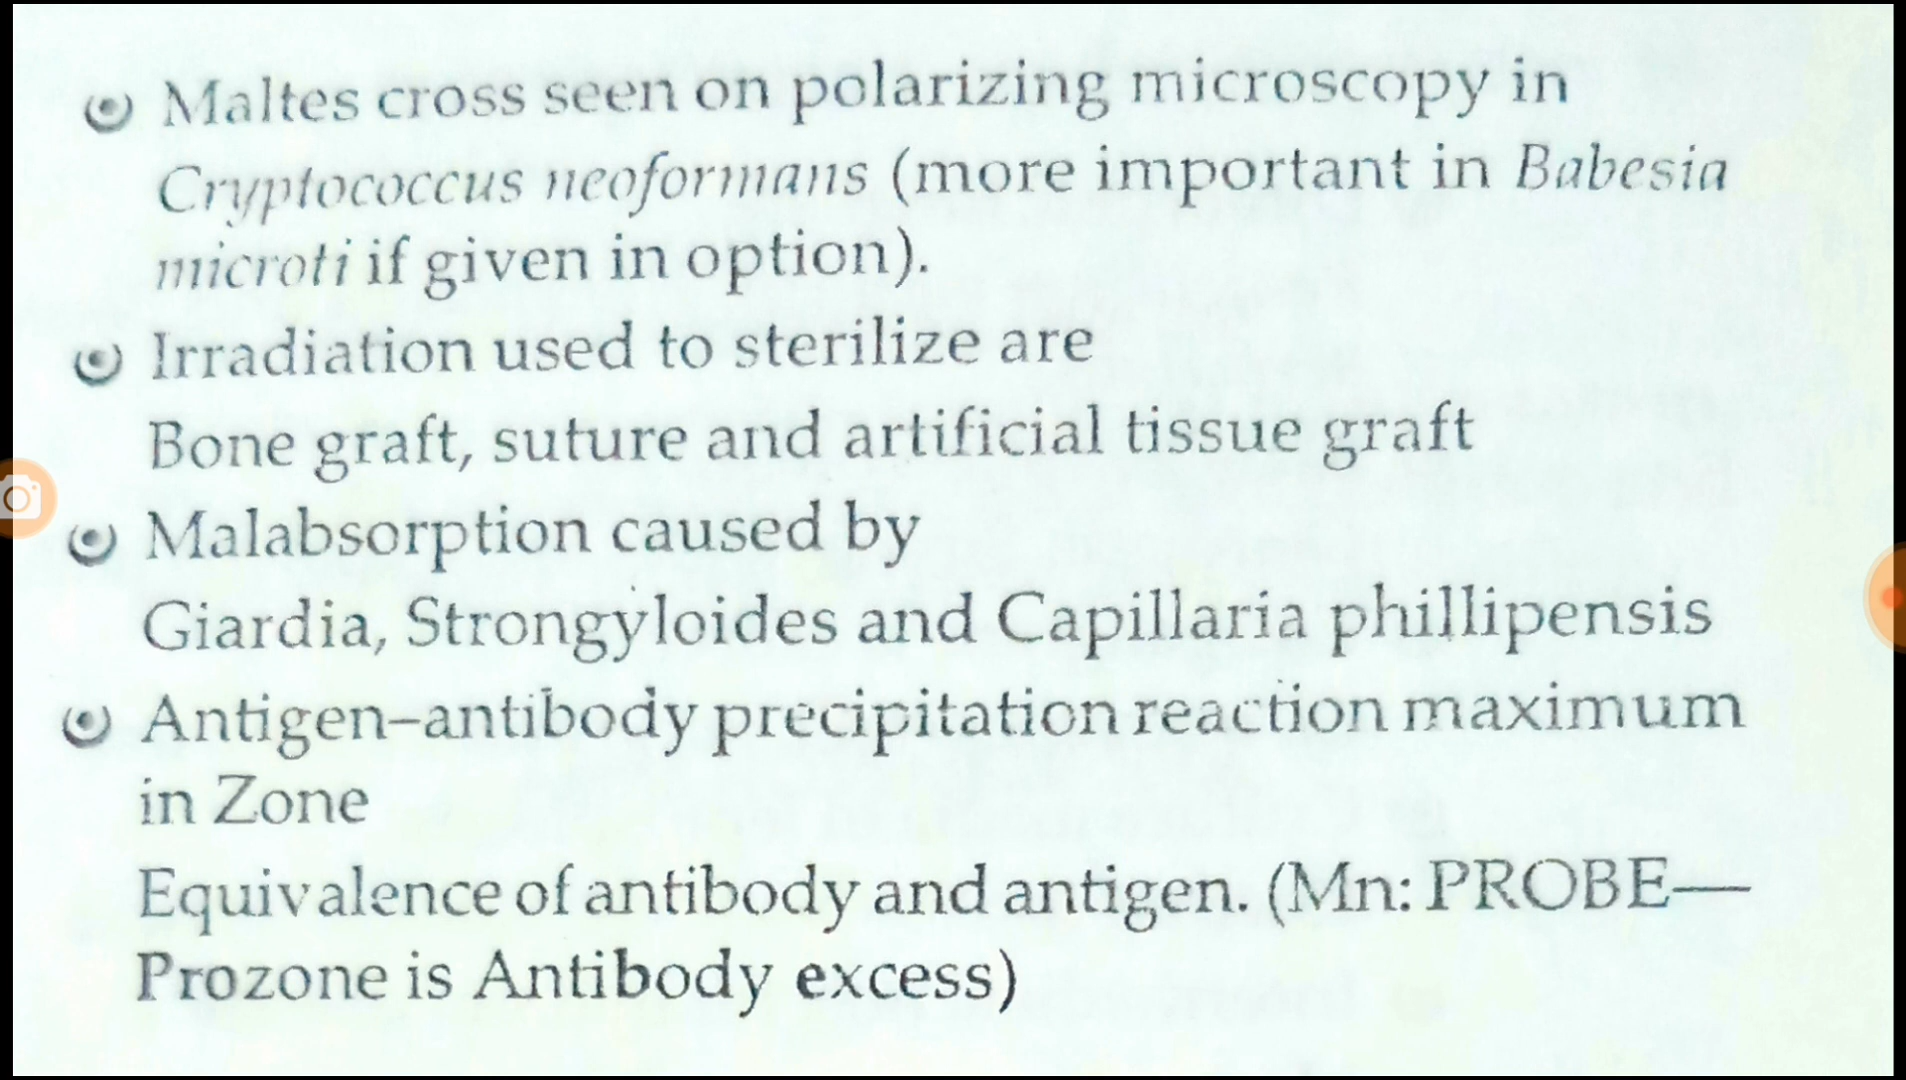 Maltes cross seen on polarizing microscopy in
Cryptococcus neoformans (more important in Babesia
microti if given in option).
Irradiation used to sterilize are
Bone graft, suture and artificial tissue graft
Malabsorption caused by
Giardia, Strongyloides and Capillaria phillipensis
Antigen–antibody precipitation reaction maximum
in Zone
Equivalence of antibody and antigen. (Mn: PROBE—
Prozone is Antibody excess)